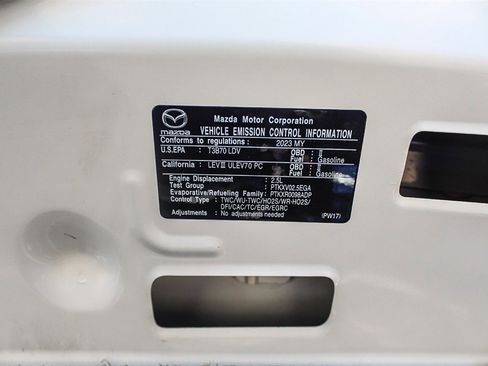 Mazda Motor Corporation
mazda VEHICLE EMISSION CONTROL INFORMATION
Conforms to regulations : 2023 MY
U.S.EPA : T3B70 LDV OBD : II
Fuel : Gasoline
California : LEVIII ULEV70 PC OBD : II
Fuel : Gasoline
Engine Displacement : 2.5L
Test Group : PTKXV02.5EGA
Evaporative/Refueling Family : PTKXR0098ADP
Control Type : TWC/WU-TWC/HO2S/WR-HO2S/
DFI/CAC/TC/EGR/EGRC
Adjustments : No adjustments needed (PW17)